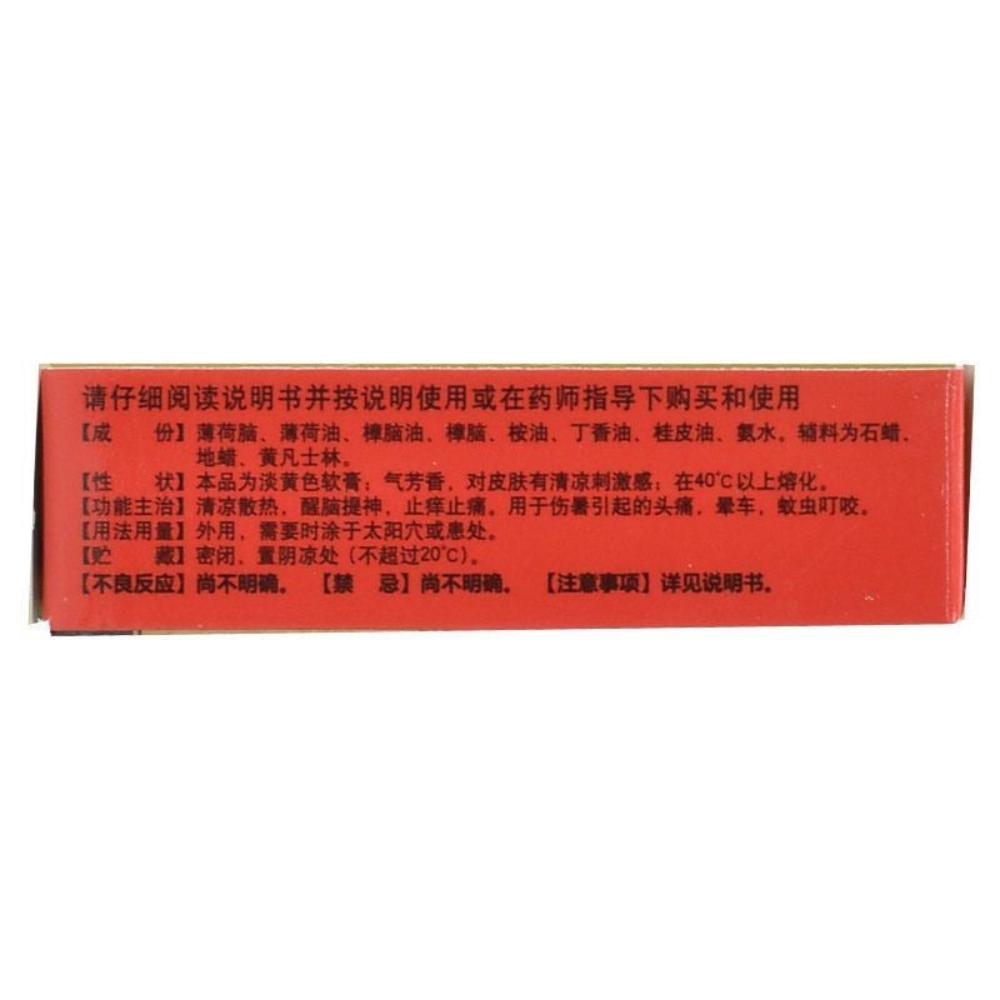 请仔细阅读说明书并按说明使用或在药师指导下购买和使用
【成　份】薄荷脑、薄荷油、樟脑油、樟脑、桉油、丁香油、桂皮油、氨水。辅料为石蜡、
地蜡、黄凡士林。
【性　状】本品为淡黄色软膏；气芳香，对皮肤有清凉刺激感；在40℃以上熔化。
【功能主治】清凉散热，醒脑提神，止痒止痛。用于伤暑引起的头痛，晕车，蚊虫叮咬。
【用法用量】外用，需要时涂于太阳穴或患处。
【贮　藏】密闭，置阴凉处(不超过20℃)。
【不良反应】尚不明确。 【禁　忌】尚不明确。 【注意事项】详见说明书。